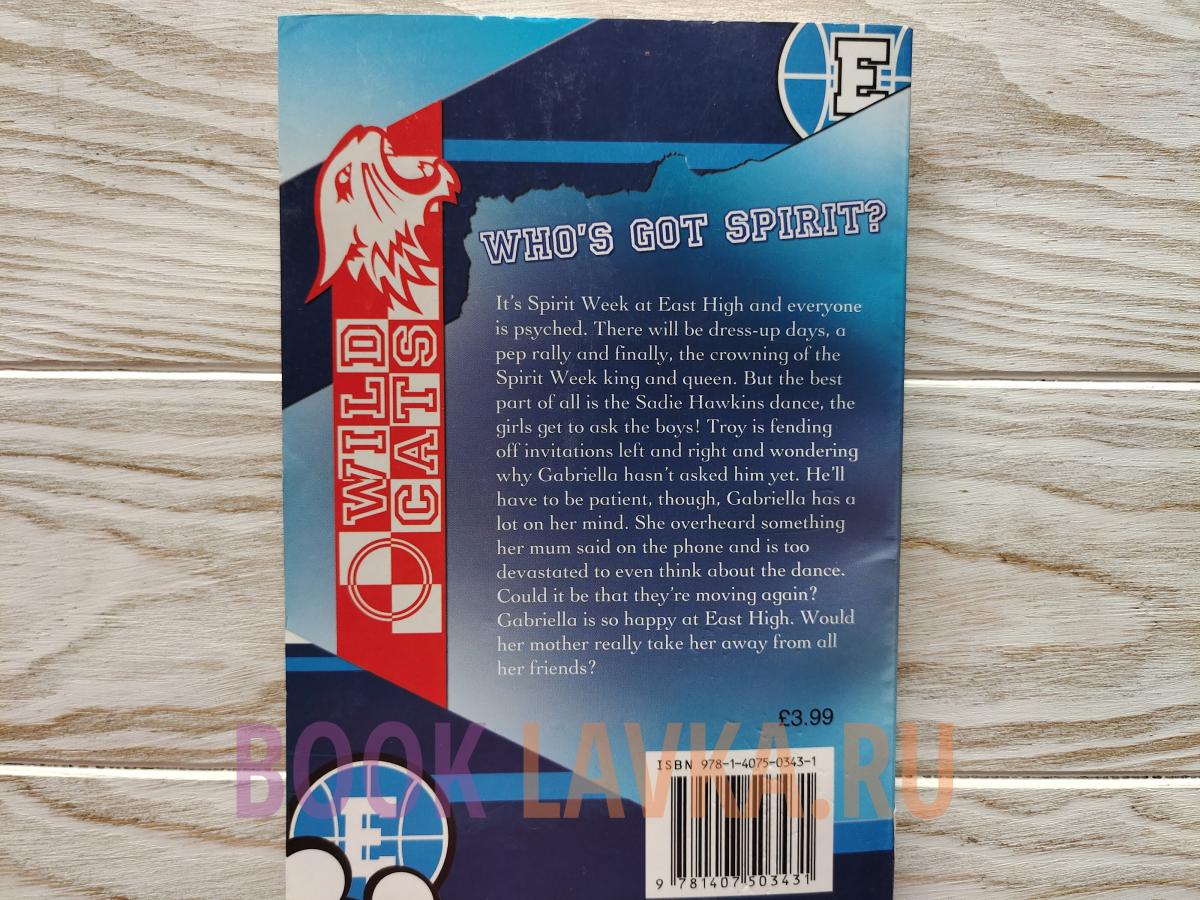 E
WHO'S GOT SPIRIT?
It's Spirit Week at East High and everyone
is psyched. There will be dress-up days, a
pep rally and finally, the crowning of the
Spirit Week king and queen. But the best
part of all is the Sadie Hawkins dance, the
girls get to ask the boys! Troy is fending
off invitations left and right and wondering
why Gabriella hasn't asked him yet. He'll
have to be patient, though, Gabriella has a
lot on her mind. She overheard something
her mum said on the phone and is too
devastated to even think about the dance.
Could it be that they're moving again?
Gabriella is so happy at East High. Would
her mother really take her away from all
her friends?
WILD
CATS
£3.99
BOOK LAVKA.RU
ISBN 978-1-4075-0343-1
E
9 781407 503431